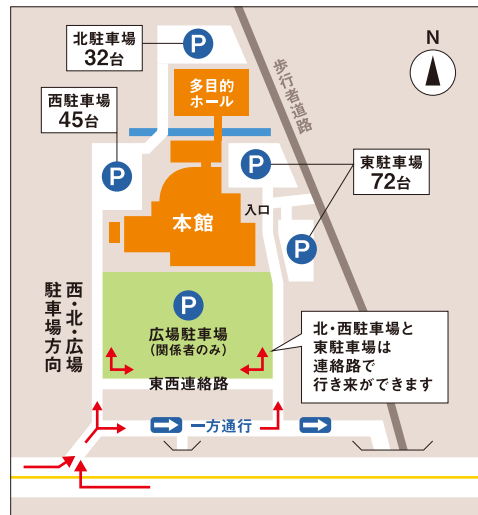 北駐車場
32台
P
N
多目的
ホール
歩行者道路
西駐車場
45台
P
P
東駐車場
72台
入口
本館
P
西・北・広場
駐車場方向
P
広場駐車場
(関係者のみ)
北・西駐車場と
東駐車場は
連絡路で
行き来ができます
東西連絡路
一方通行